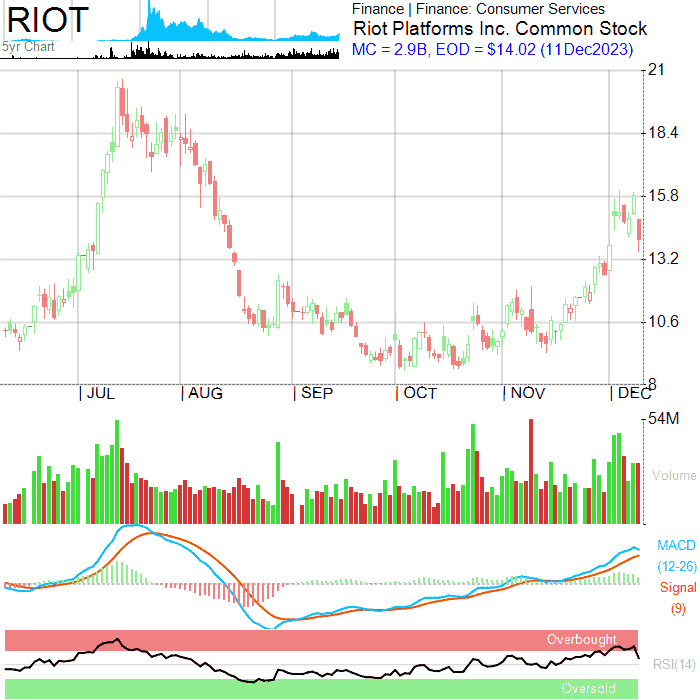 RIOT
5yr Chart
Finance | Finance: Consumer Services
Riot Platforms Inc. Common Stock
MC = 2.9B, EOD = $14.02 (11Dec2023)
21
18.4
15.8
13.2
10.6
8
JUL
AUG
SEP
OCT
NOV
DEC
54M
Volume
MACD
(12-26)
Signal
(9)
Overbought
RSI(14)
Oversold